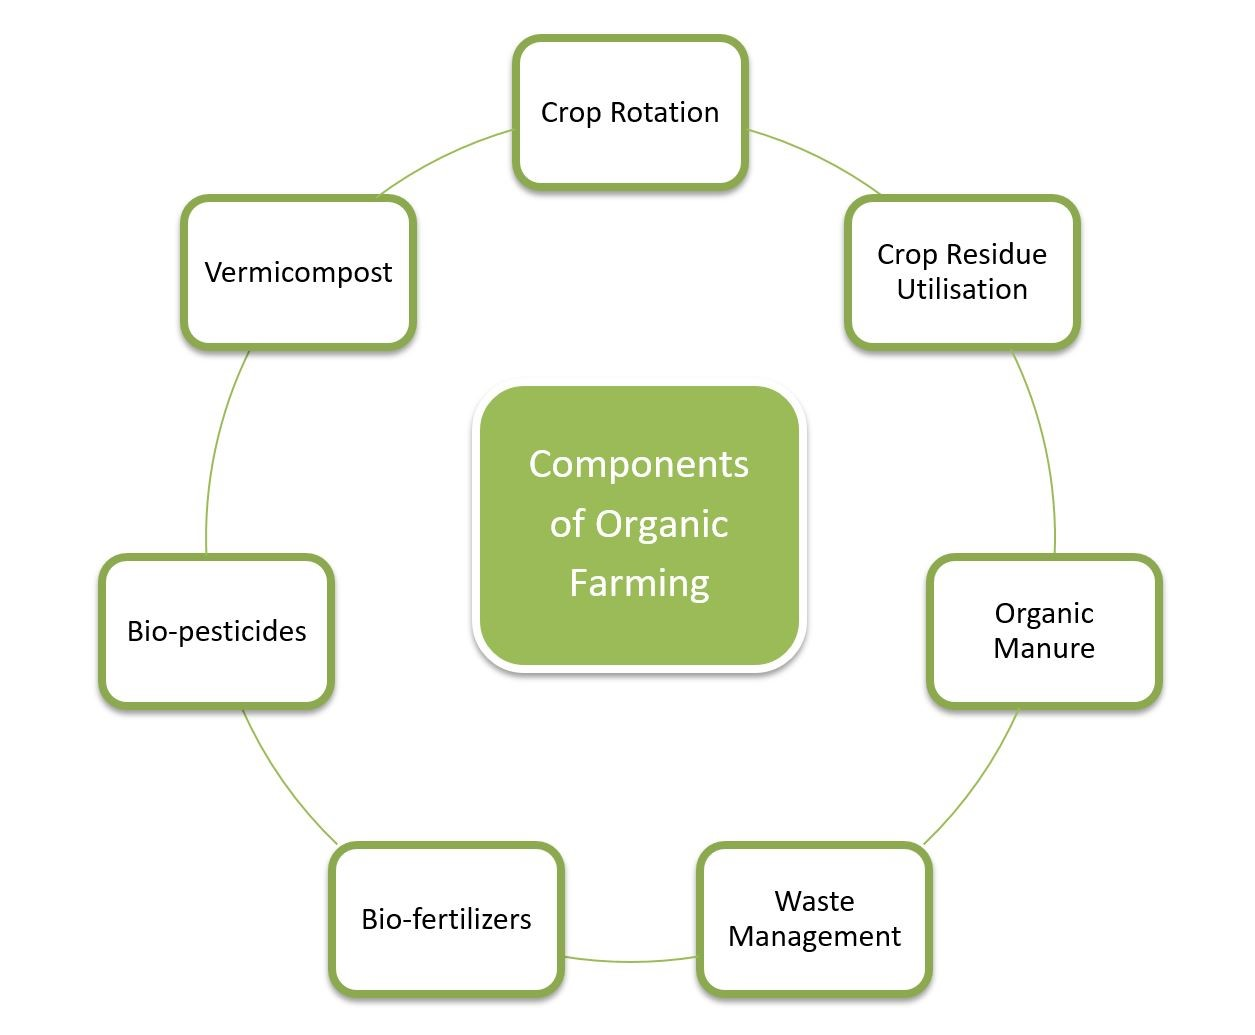 Crop Rotation
Crop Residue
Utilisation
Organic
Manure
Waste
Management
Bio-fertilizers
Bio-pesticides
Vermicompost
Components
of Organic
Farming